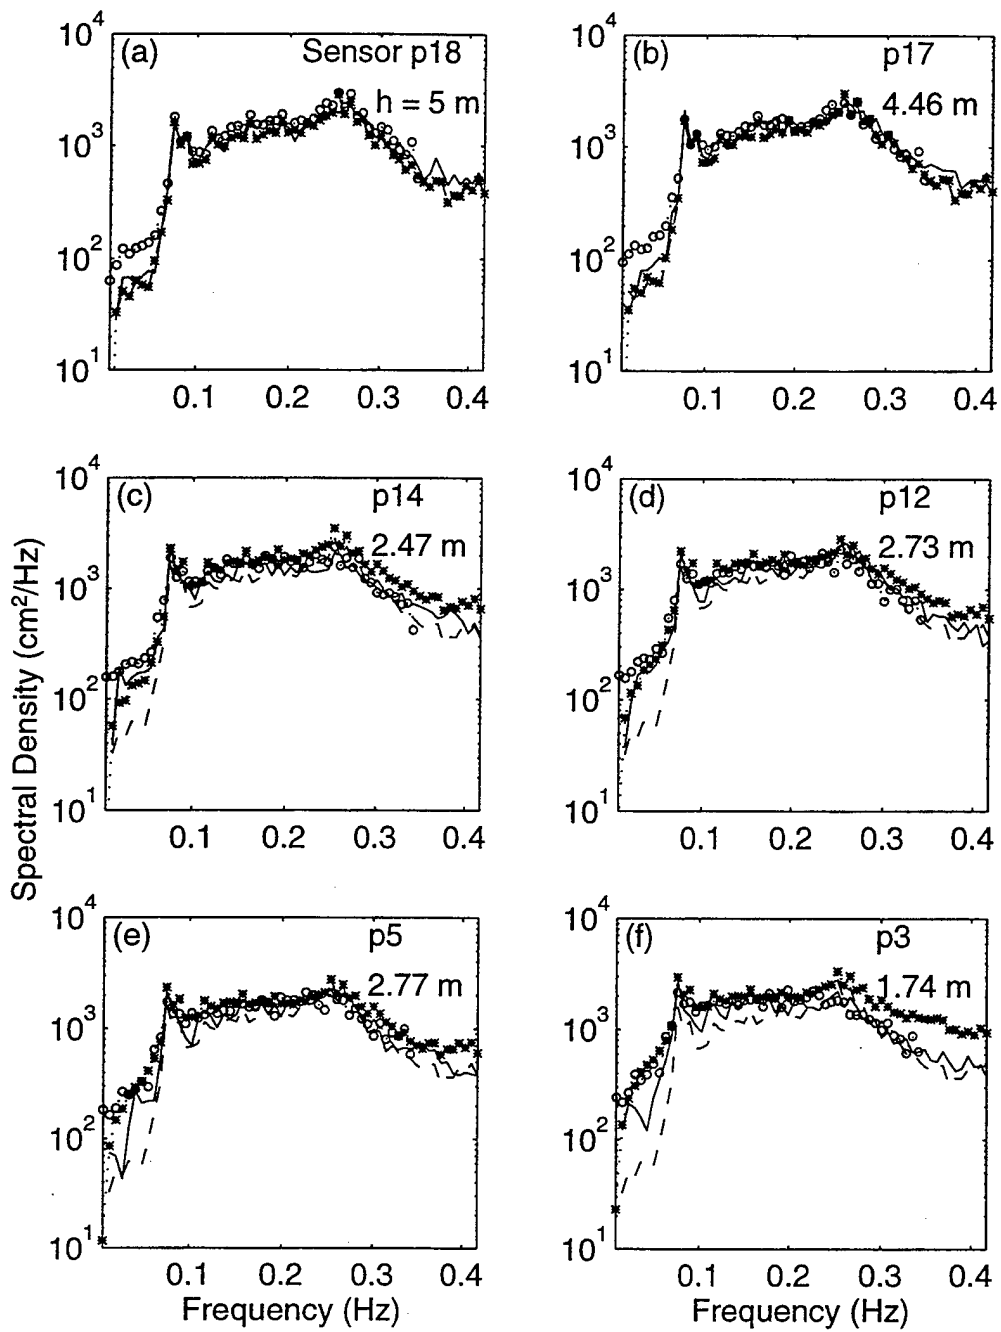 (a) Sensor p18
h = 5 m
10^4
10^3
10^2
10^1
0.1 0.2 0.3 0.4
(b) p17
4.46 m
10^4
10^3
10^2
10^1
0.1 0.2 0.3 0.4
(c) p14
2.47 m
10^4
10^3
10^2
10^1
0.1 0.2 0.3 0.4
(d) p12
2.73 m
10^4
10^3
10^2
10^1
0.1 0.2 0.3 0.4
Spectral Density (cm²/Hz)
(e) p5
2.77 m
10^4
10^3
10^2
10^1
0.1 0.2 0.3 0.4
Frequency (Hz)
(f) p3
1.74 m
10^4
10^3
10^2
10^1
0.1 0.2 0.3 0.4
Frequency (Hz)